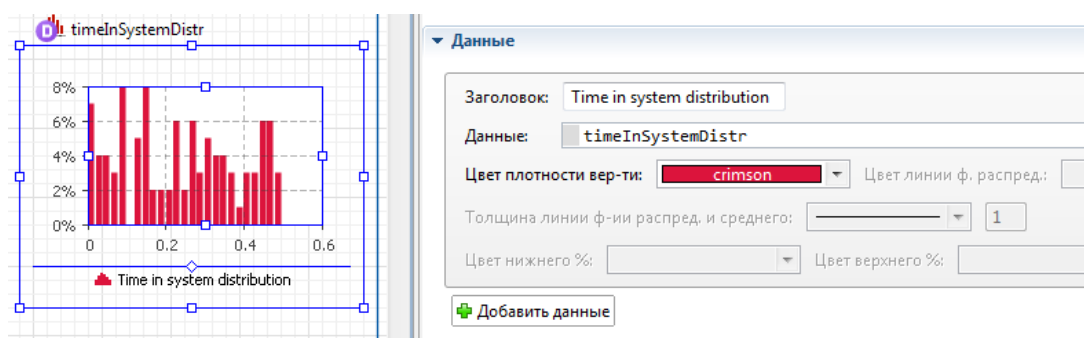 timeInSystemDistr
8%
6%
4%
2%
0%
0 0.2 0.4 0.6
Time in system distribution
Данные
Заголовок: Time in system distribution
Данные: timeInSystemDistr
Цвет плотности вер-ти: crimson Цвет линии ф. распред.:
Толщина линии ф-ии распред. и среднего: 1
Цвет нижнего %: Цвет верхнего %:
Добавить данные